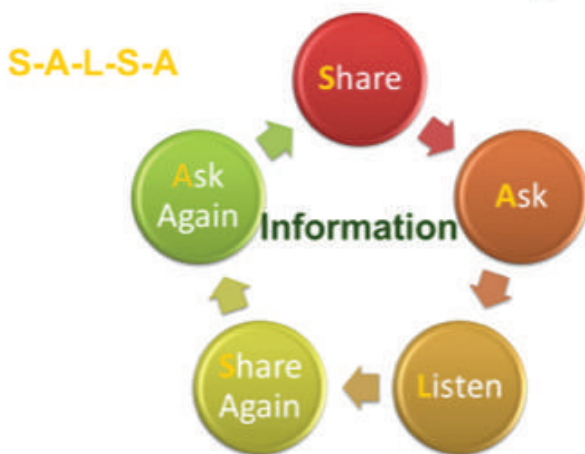 S-A-L-S-A
Share
Ask
Listen
Share
Again
Ask
Again
Information